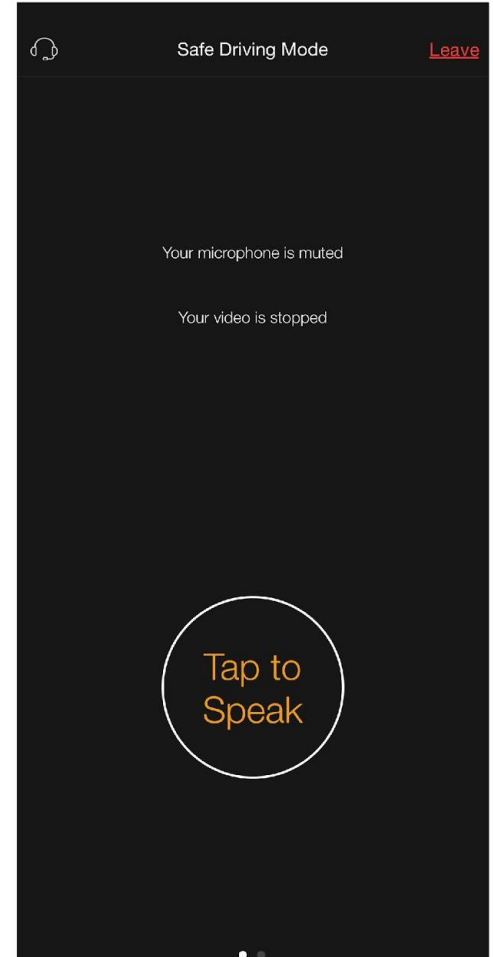 Safe Driving Mode
Leave
Your microphone is muted
Your video is stopped
Tap to
Speak